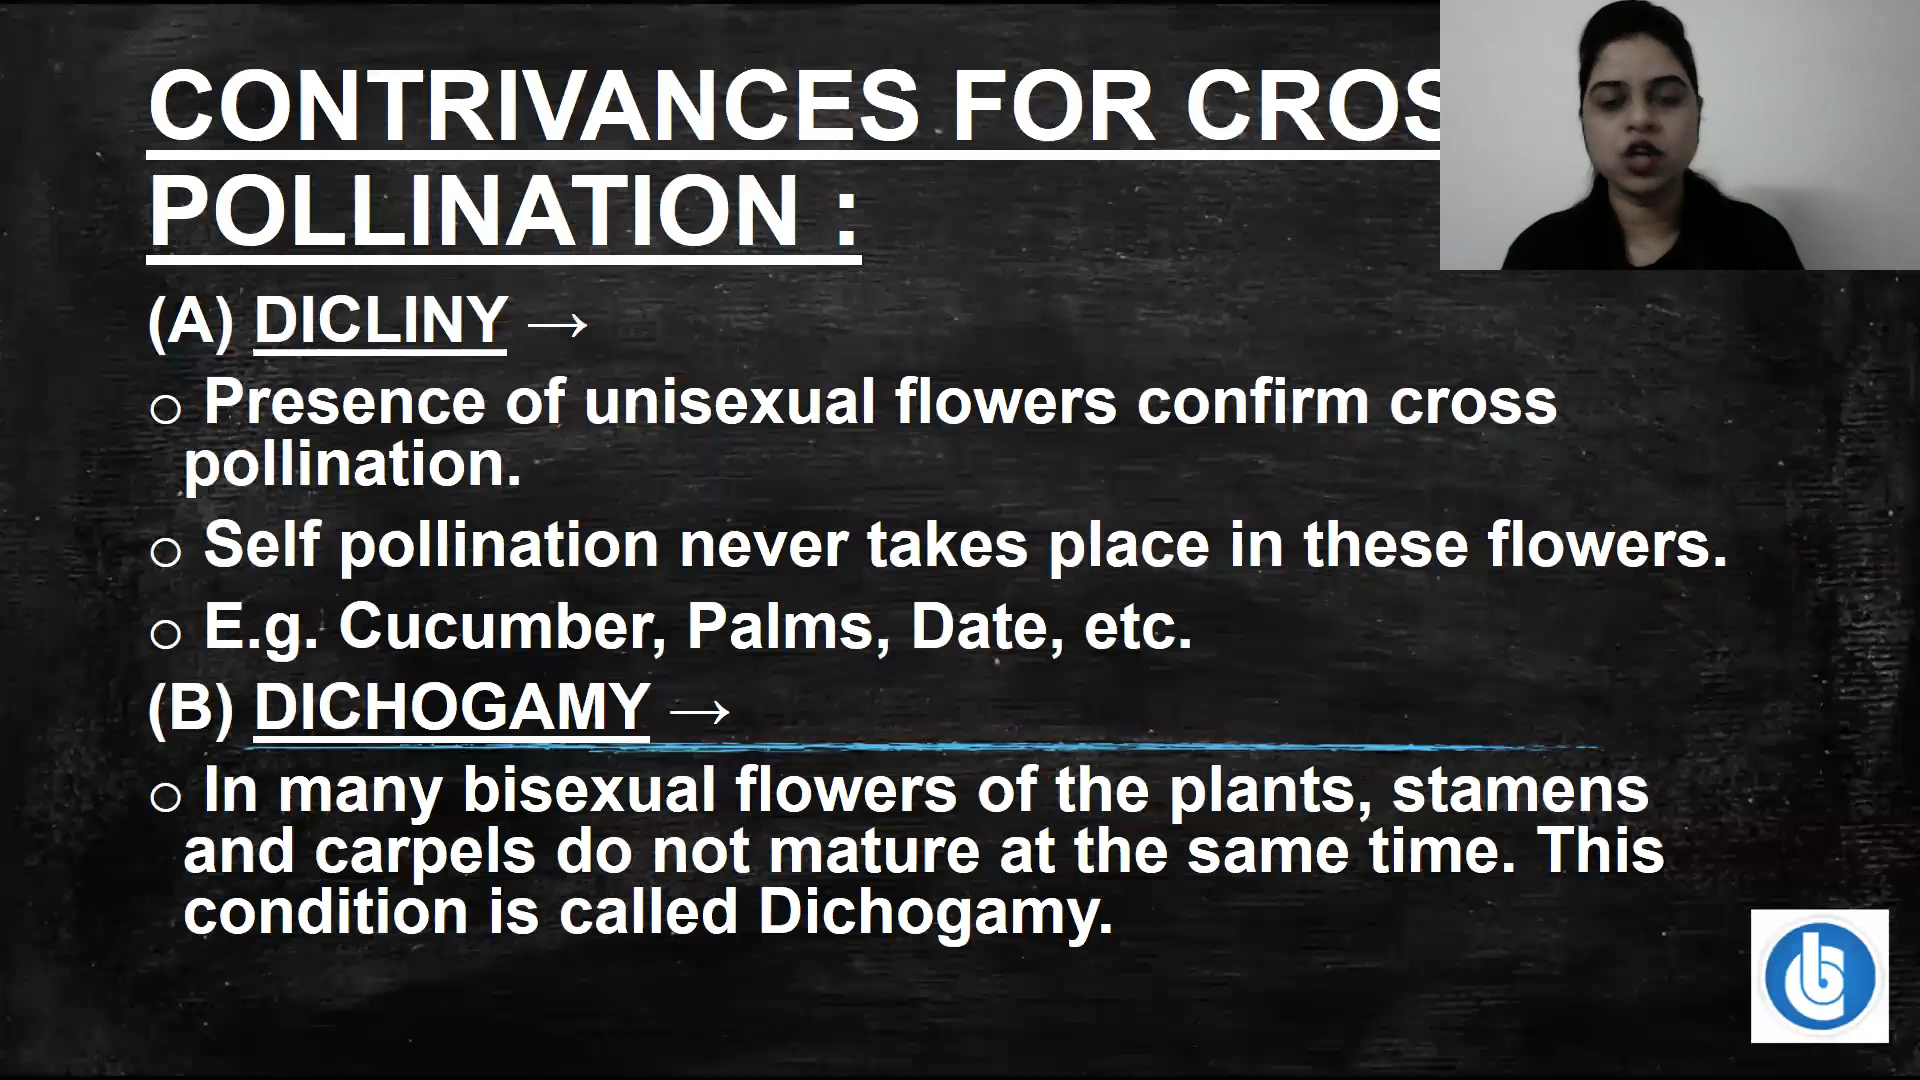 CONTRIVANCES FOR CROS
POLLINATION :
(A) DICLINY →
o Presence of unisexual flowers confirm cross
pollination.
o Self pollination never takes place in these flowers.
o E.g. Cucumber, Palms, Date, etc.
(B) DICHOGAMY →
o In many bisexual flowers of the plants, stamens
and carpels do not mature at the same time. This
condition is called Dichogamy.